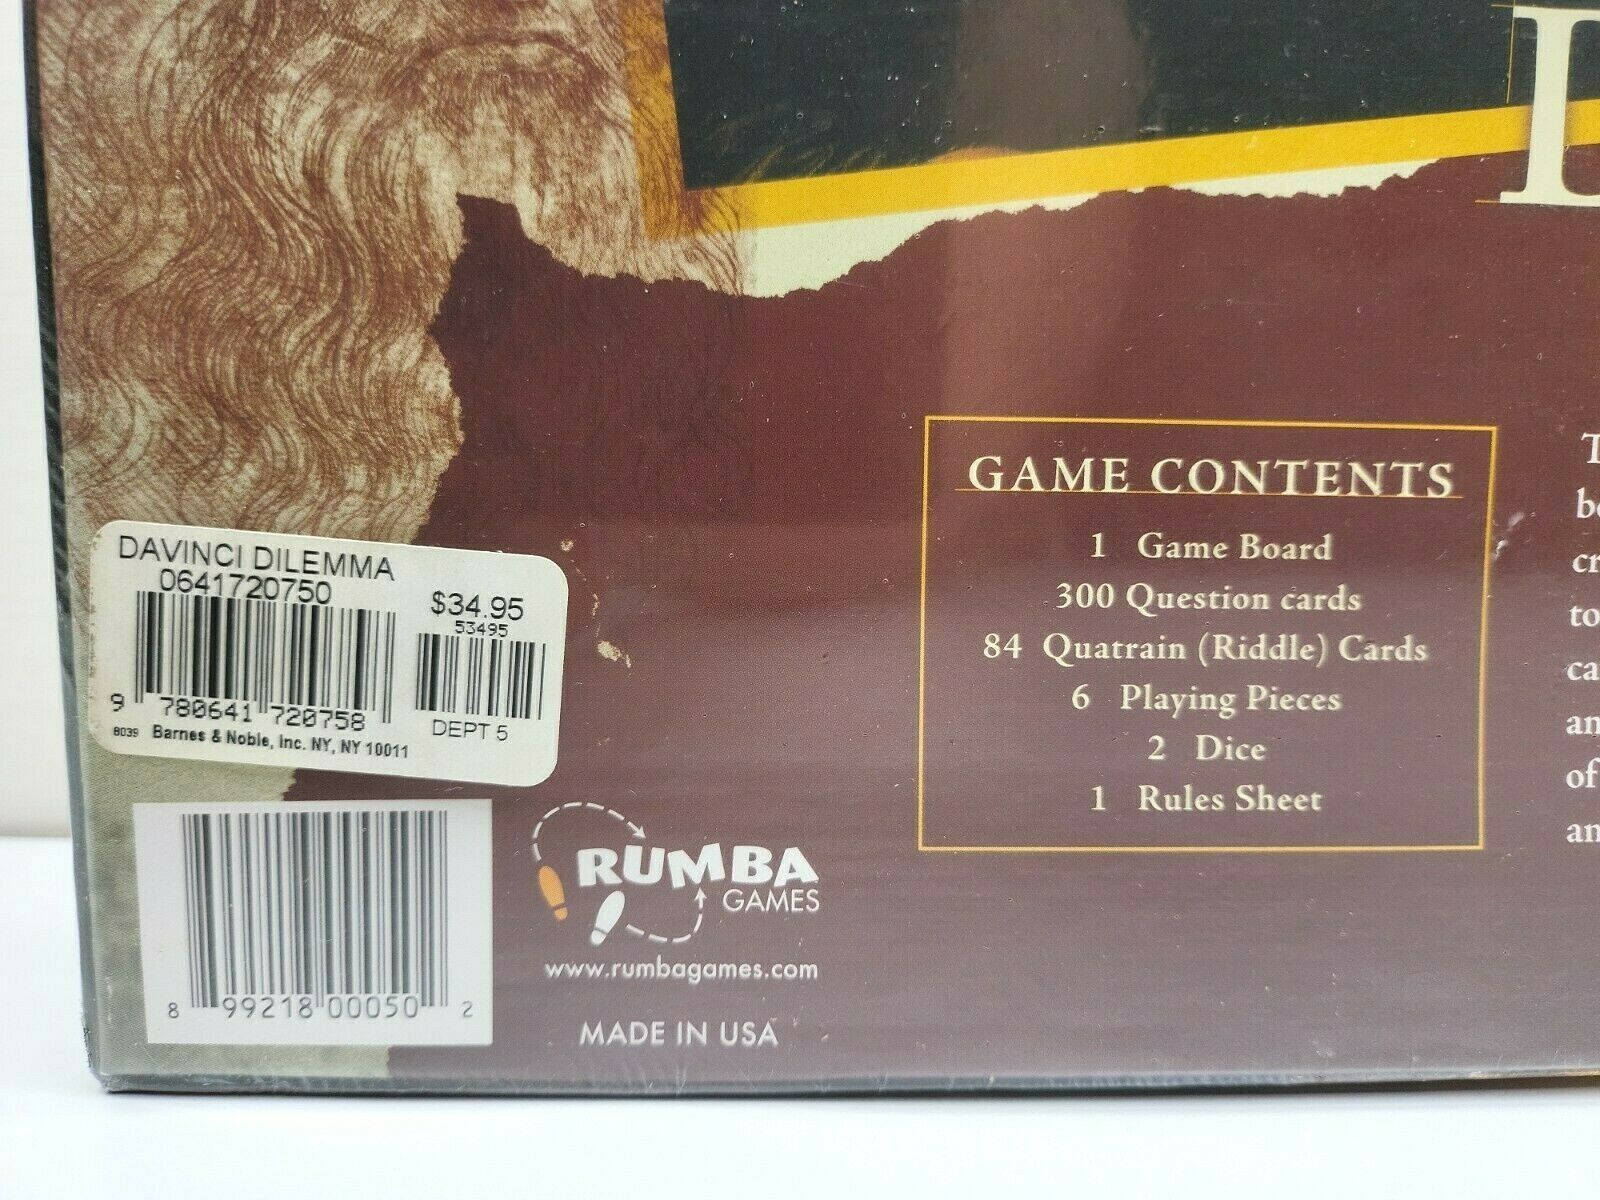 GAME CONTENTS
1 Game Board
300 Question cards
84 Quatrain (Riddle) Cards
6 Playing Pieces
2 Dice
1 Rules Sheet
DAVINCI DILEMMA
0641720750
$34.95
53495
9 780641 720758
DEPT 5
8039 Barnes & Noble, Inc. NY, NY 10011
8 99218 00050 2
RUMBA
GAMES
www.rumbagames.com
MADE IN USA
to
of